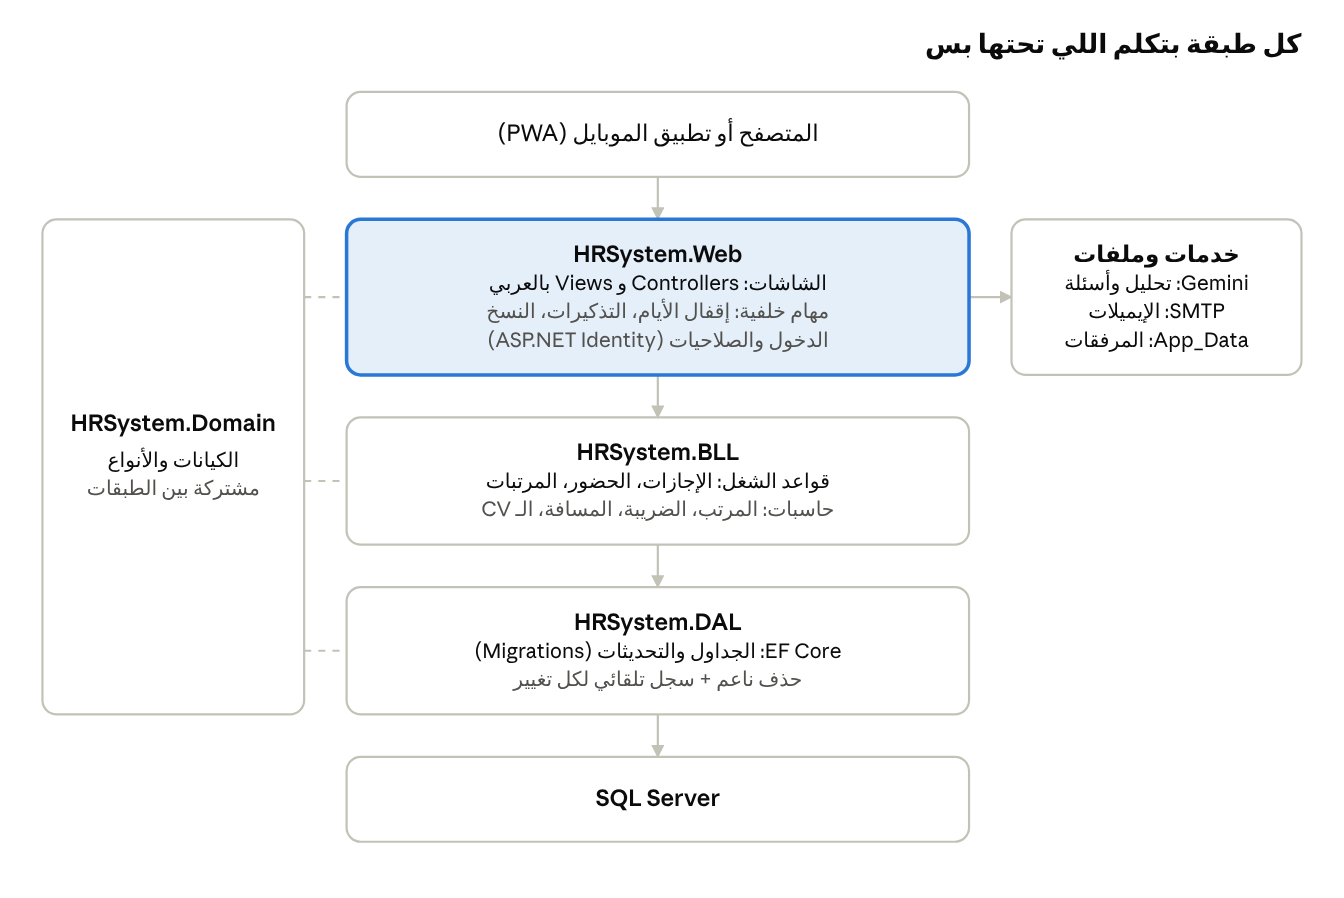 كل طبقة بتكلم اللي تحتها بس
المتصفح أو تطبيق الموبايل (PWA)
HRSystem.Web
الشاشات: Controllers و Views بالعربي
مهام خلفية: إقفال الأيام، التذكيرات، النسخ
الدخول والصلاحيات (ASP.NET Identity)
خدمات وملفات
Gemini: تحليل وأسئلة
SMTP: الإيميلات
App_Data: المرفقات
HRSystem.Domain
الكيانات والأنواع
مشتركة بين الطبقات
HRSystem.BLL
قواعد الشغل: الإجازات، الحضور، المرتبات
حاسبات: المرتب، الضريبة، المسافة، الـ CV
HRSystem.DAL
EF Core: الجداول والتحديثات (Migrations)
حذف ناعم + سجل تلقائي لكل تغيير
SQL Server